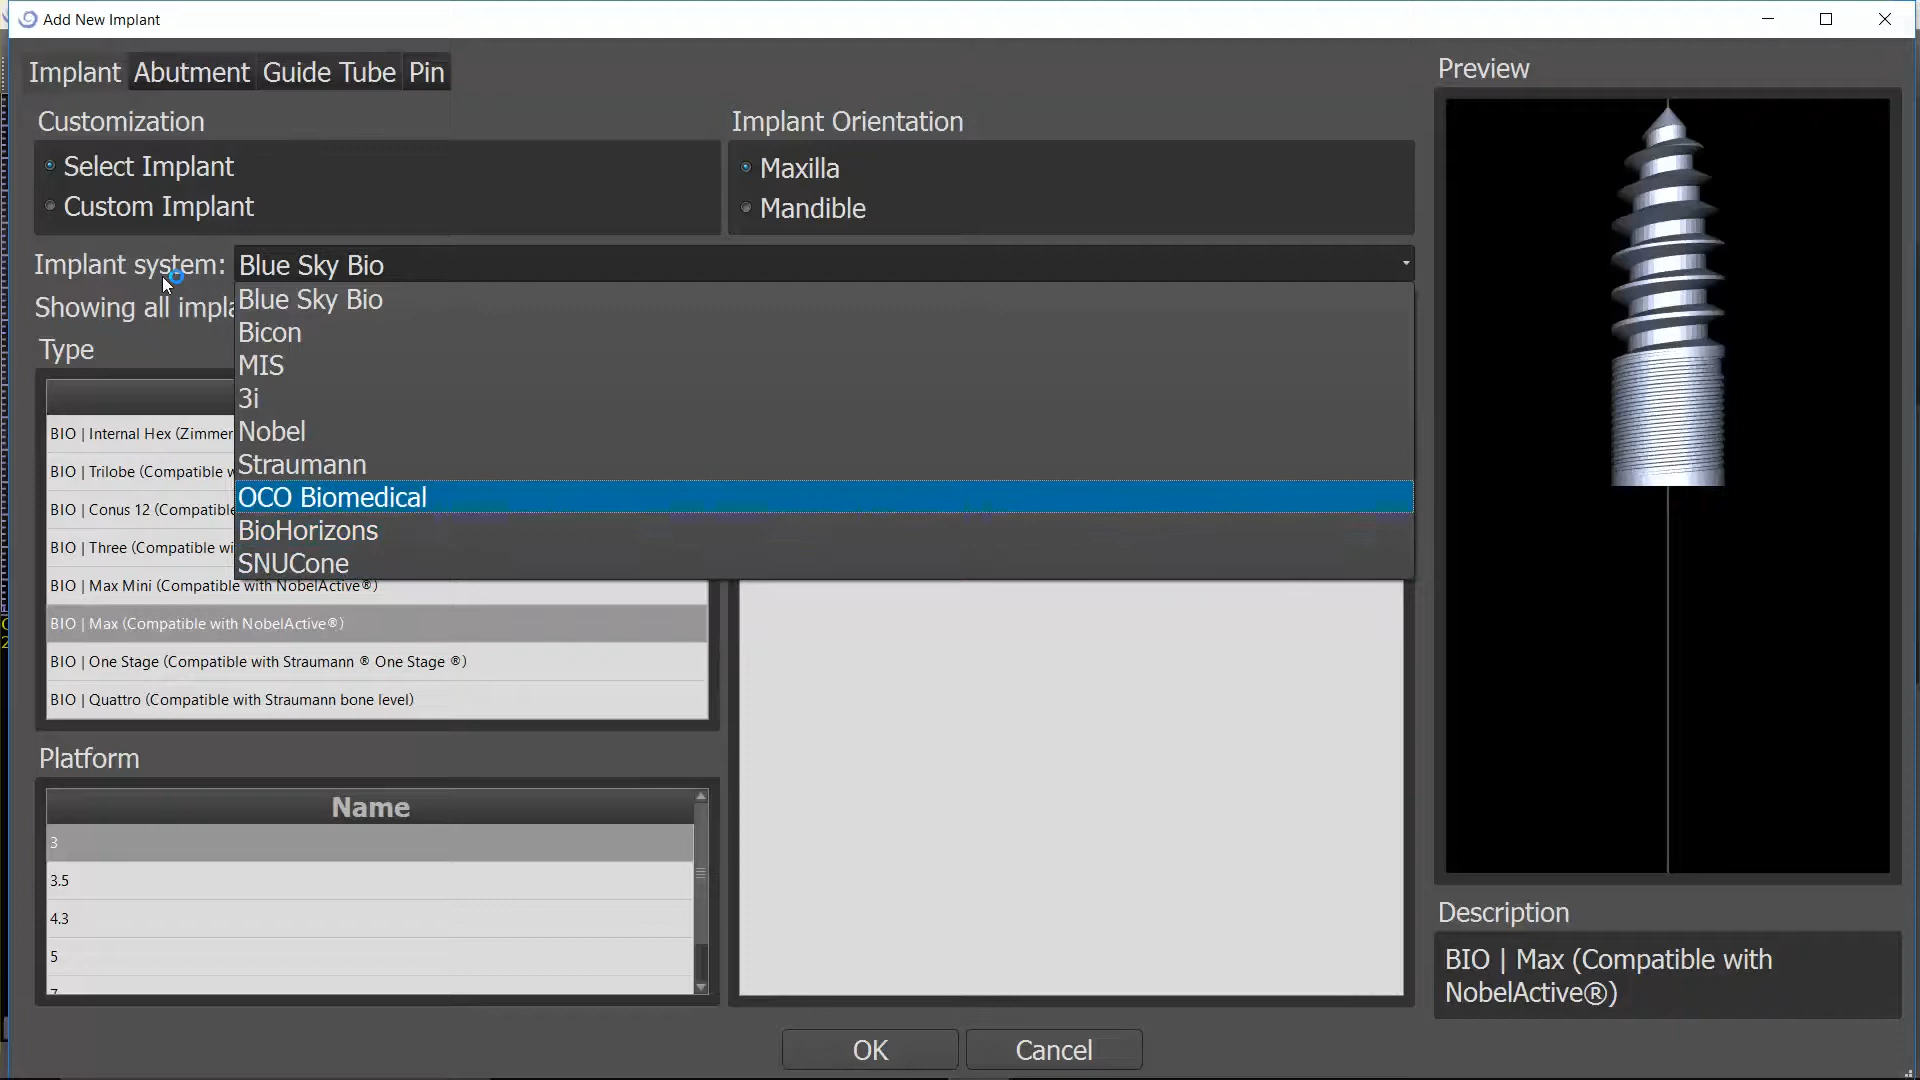 Add New Implant
Implant Abutment Guide Tube Pin
Customization
Select Implant
Custom Implant
Implant Orientation
Maxilla
Mandible
Implant system: Blue Sky Bio
Blue Sky Bio
Bicon
MIS
3i
Nobel
Straumann
OCO Biomedical
BioHorizons
SNUCone
Showing all
Type
BIO | Internal Hex (Zimmer
BIO | Trilobe (Compatible
BIO | Conus 12 (Compatible
BIO | Three (Compatible
BIO | Max Mini (Compatible with NobelActive®)
BIO | Max (Compatible with NobelActive®)
BIO | One Stage (Compatible with Straumann ® One Stage ®)
BIO | Quattro (Compatible with Straumann bone level)
Platform
Name
3
3.5
4.3
5
OK Cancel
Preview
Description
BIO | Max (Compatible with
NobelActive®)